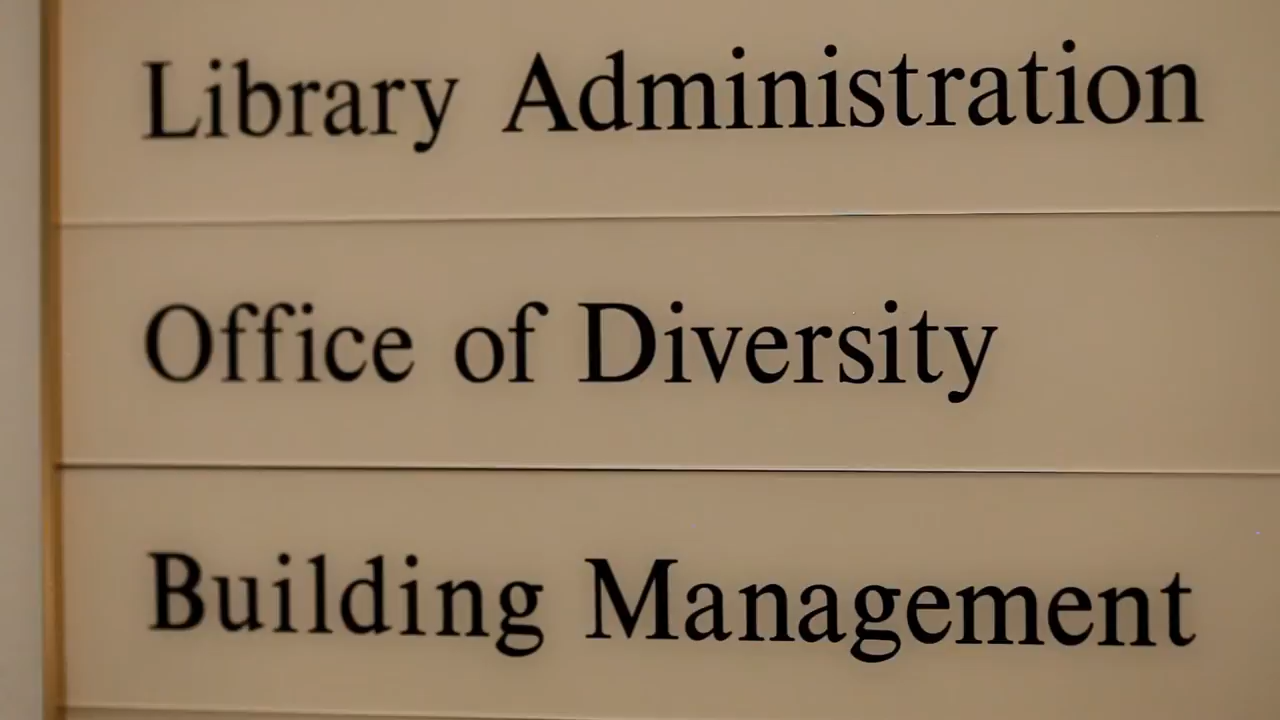 Library Administration
Office of Diversity
Building Management